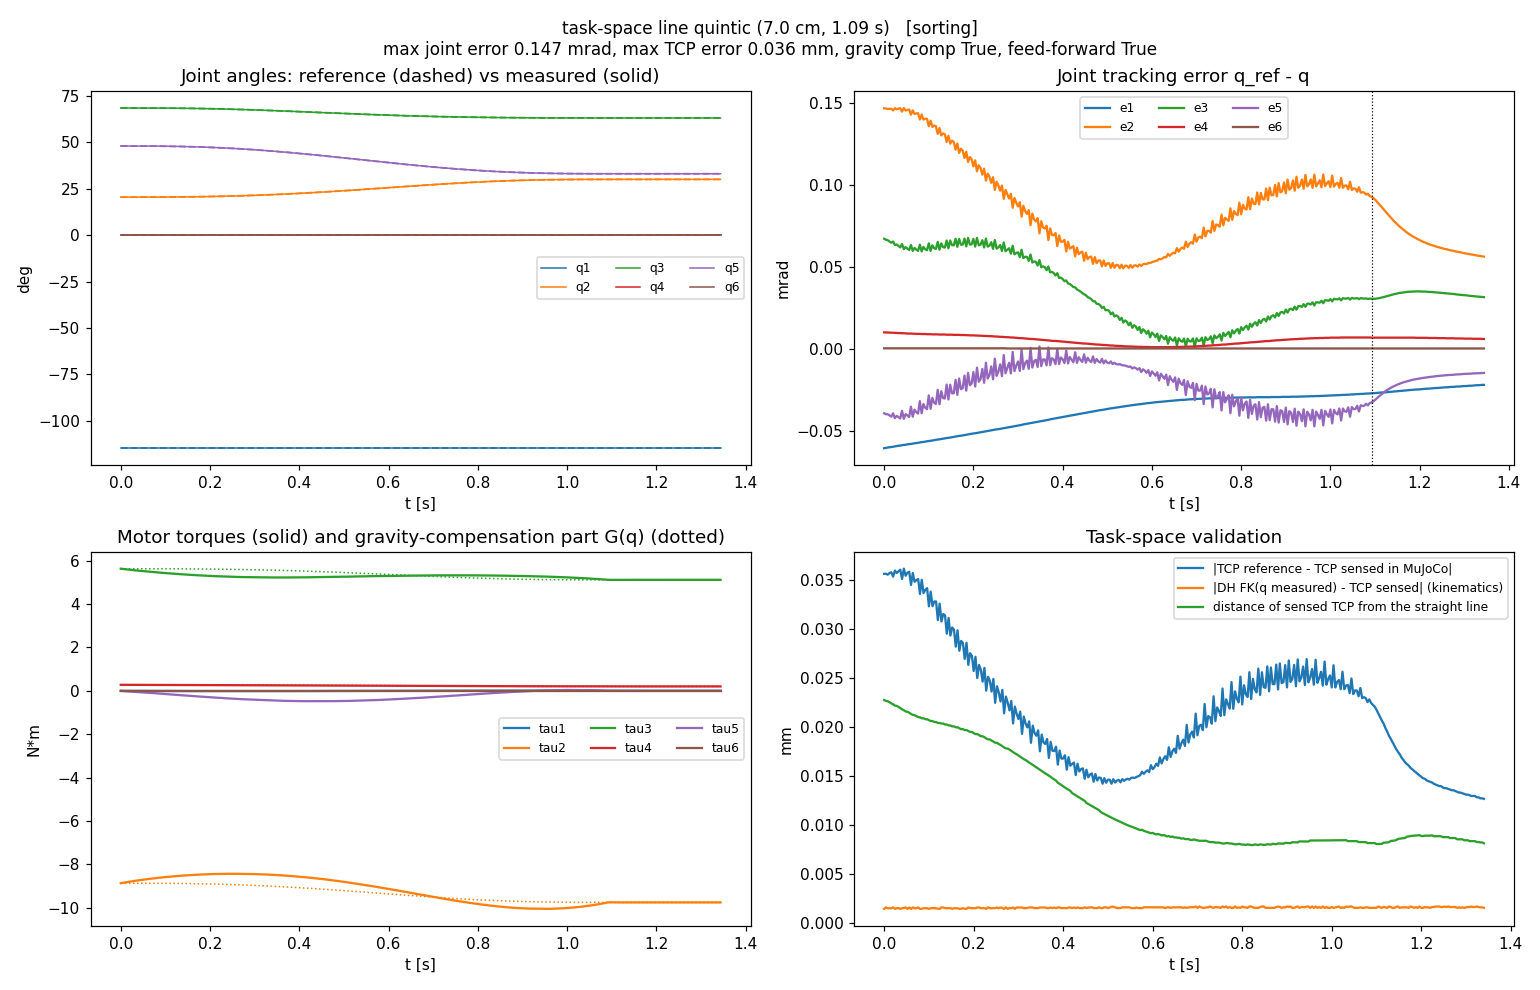 task-space line quintic (7.0 cm, 1.09 s)   [sorting]
max joint error 0.147 mrad, max TCP error 0.036 mm, gravity comp True, feed-forward True
Joint angles: reference (dashed) vs measured (solid)
75
50
25
0
−25
−50
−75
−100
deg
q1 q3 q5
q2 q4 q6
0.0 0.2 0.4 0.6 0.8 1.0 1.2 1.4
t [s]
Joint tracking error q_ref - q
0.15
0.10
0.05
0.00
−0.05
mrad
e1 e3 e5
e2 e4 e6
0.0 0.2 0.4 0.6 0.8 1.0 1.2 1.4
t [s]
Motor torques (solid) and gravity-compensation part G(q) (dotted)
6
4
2
0
−2
−4
−6
−8
−10
N*m
tau1 tau3 tau5
tau2 tau4 tau6
0.0 0.2 0.4 0.6 0.8 1.0 1.2 1.4
t [s]
Task-space validation
0.035
0.030
0.025
0.020
0.015
0.010
0.005
0.000
mm
|TCP reference - TCP sensed in MuJoCo|
|DH FK(q measured) - TCP sensed| (kinematics)
distance of sensed TCP from the straight line
0.0 0.2 0.4 0.6 0.8 1.0 1.2 1.4
t [s]